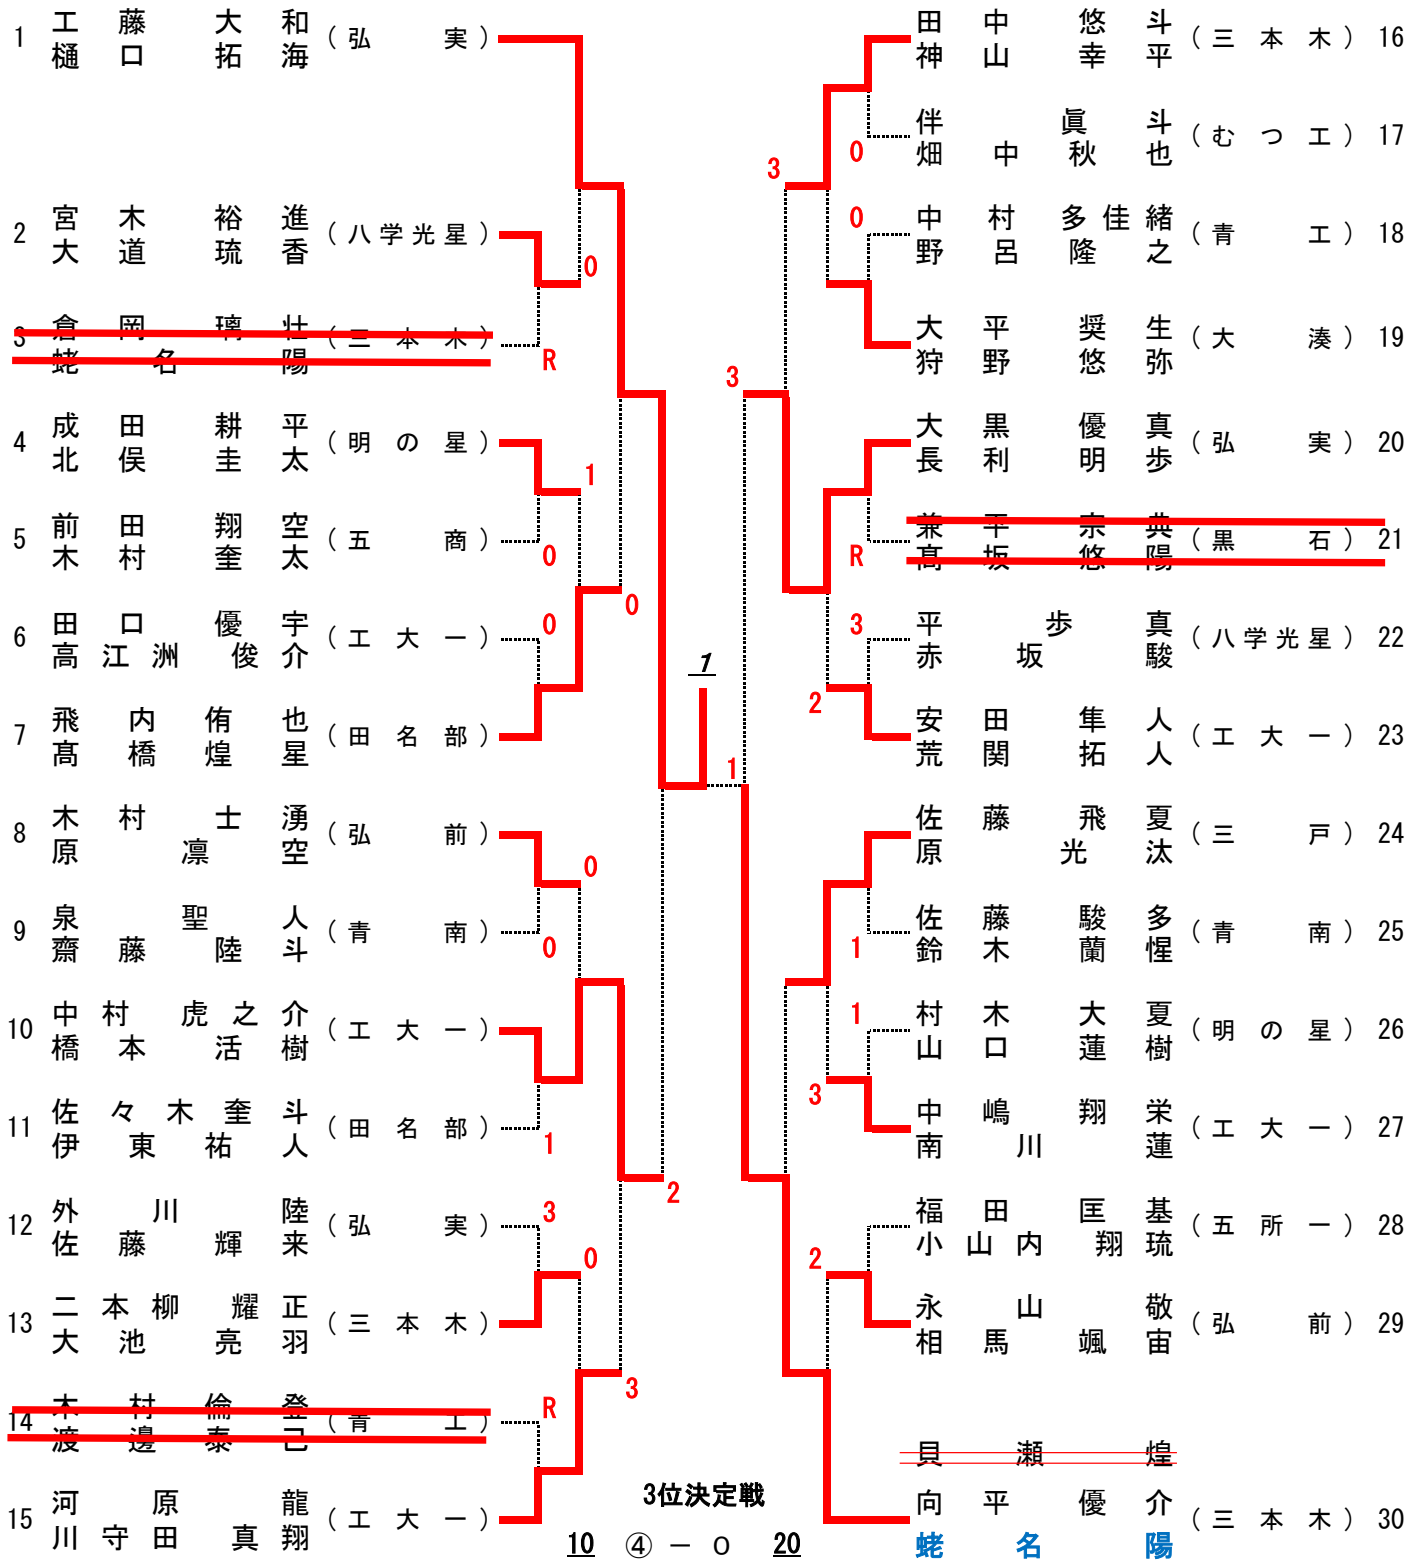 1 工藤大和 (弘実)
樋口拓海
0
2 宮木裕進 (八学光星)
大道琉香
3 倉岡璃壮 (三本木)
蛯名陽
R
4 成田耕平 (明の星)
北俣圭太
1
5 前田翔空 (五商)
木村奎太
0
0
6 田口優宇 (工大一)
高江洲俊介
0
7 飛内侑也 (田名部)
髙橋煌星
8 木村士湧 (弘前)
原凛空
0
9 泉聖人 (青南)
齋藤陸斗
0
10 中村虎之介 (工大一)
橋本活樹
11 佐々木奎斗 (田名部)
伊東祐人
1
2
12 外川陸 (弘実)
佐藤輝来
3
0
13 二本柳耀正 (三本木)
大池亮羽
3
14 木村倫登 (青工)
渡邊泰己
R
15 河原龍 (工大一)
川守田真翔
1
1
田中悠斗 (三本木) 16
神山幸平
伴眞斗 (むつ工) 17
畑中秋也
0
3
0
中村多佳緒 (青工) 18
野呂隆之
大平奨生 (大湊) 19
狩野悠弥
3
大黒優真 (弘実) 20
長利明歩
兼平宗典 (黒石) 21
髙坂悠陽
R
3
平歩真 (八学光星) 22
赤坂駿
2
安田隼人 (工大一) 23
荒関拓人
佐藤飛夏 (三戸) 24
原光汰
佐藤駿多 (青南) 25
鈴木蘭惺
1
1
村木大夏 (明の星) 26
山口蓮樹
3
中嶋翔栄 (工大一) 27
南川蓮
福田匡基 (五所一) 28
小山内翔琉
2
永山敬 (弘前) 29
相馬颯宙
貝瀬煌
向平優介 (三本木) 30
蛯名陽
3位決定戦
10 ④ － 0 20